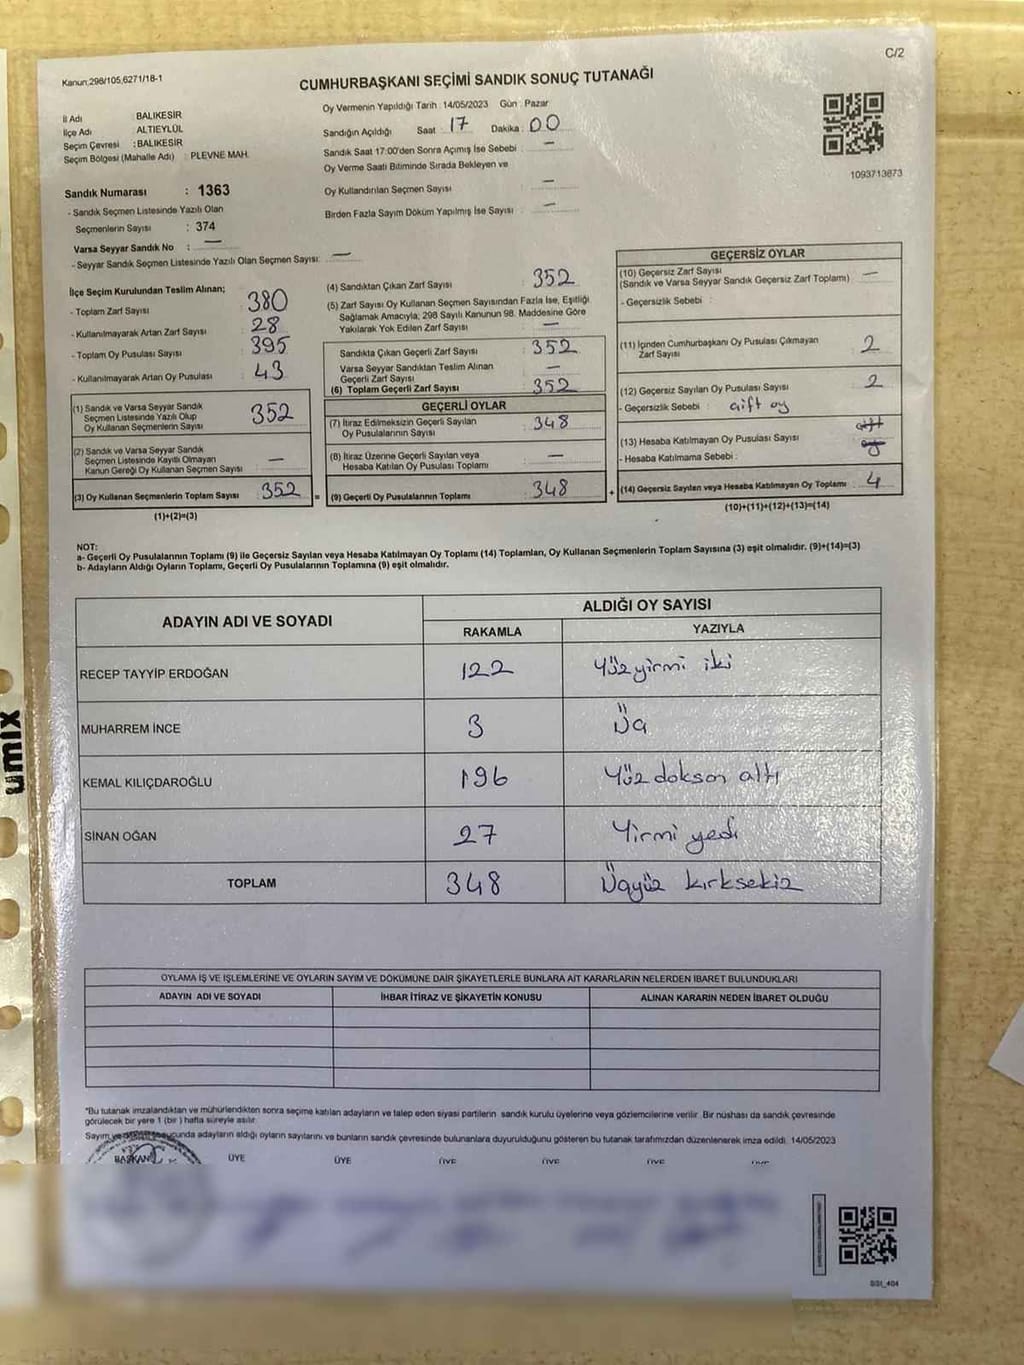 C/2
Kanun:298/105,6271/18-1
CUMHURBAŞKANI SEÇİMİ SANDIK SONUÇ TUTANAĞI
İl Adı BALIKESİR
İlçe Adı ALTIEYLÜL
Seçim Çevresi : BALIKESİR
Seçim Bölgesi (Mahalle Adı) : PLEVNE MAH.
Sandık Numarası : 1363
- Sandık Seçmen Listesinde Yazılı Olan
Seçmenlerin Sayısı : 374
Varsa Seyyar Sandık No : —
- Seyyar Sandık Seçmen Listesinde Yazılı Olan Seçmen Sayısı: —
Oy Vermenin Yapıldığı Tarih : 14/05/2023 Gün : Pazar
Sandığın Açıldığı Saat 17 Dakika : 00
Sandık Saat 17:00'den Sonra Açımış İse Sebebi : —
Oy Verme Saati Bitiminde Sırada Bekleyen ve
Oy Kullandırılan Seçmen Sayısı : —
Birden Fazla Sayım Döküm Yapılmış İse Sayısı : —
1093713873
İlçe Seçim Kurulundan Teslim Alınan;
- Toplam Zarf Sayısı : 380
- Kullanılmayarak Artan Zarf Sayısı : 28
- Toplam Oy Pusulası Sayısı : 395
- Kullanılmayarak Artan Oy Pusulası : 43
(1) Sandık ve Varsa Seyyar Sandık
Seçmen Listesinde Yazılı Olup
Oy Kullanan Seçmenlerin Sayısı : 352
(2) Sandık ve Varsa Seyyar Sandık
Seçmen Listesinde Kayıtlı Olmayan
Kanun Gereği Oy Kullanan Seçmen Sayısı : —
(3) Oy Kullanan Seçmenlerin Toplam Sayısı : 352 =
(1)+(2)=(3)
(4) Sandıktan Çıkan Zarf Sayısı : 352
(5) Zarf Sayısı Oy Kullanan Seçmen Sayısından Fazla İse, Eşitliği
Sağlamak Amacıyla; 298 Sayılı Kanunun 98. Maddesine Göre
Yakılarak Yok Edilen Zarf Sayısı : —
Sandıkta Çıkan Geçerli Zarf Sayısı : 352
Varsa Seyyar Sandıktan Teslim Alınan
Geçerli Zarf Sayısı : —
(6) Toplam Geçerli Zarf Sayısı : 352
GEÇERLİ OYLAR
(7) İtiraz Edilmeksizin Geçerli Sayılan
Oy Pusulalarının Sayısı : 348
(8) İtiraz Üzerine Geçerli Sayılan veya
Hesaba Katılan Oy Pusulası Toplamı : —
(9) Geçerli Oy Pusulalarının Toplamı : 348 +
GEÇERSİZ OYLAR
(10) Geçersiz Zarf Sayısı : —
(Sandık ve Varsa Seyyar Sandık Geçersiz Zarf Toplamı)
- Geçersizlik Sebebi :
(11) İçinden Cumhurbaşkanı Oy Pusulası Çıkmayan
Zarf Sayısı : 2
(12) Geçersiz Sayılan Oy Pusulası Sayısı : 2
- Geçersizlik Sebebi : çift oy
(13) Hesaba Katılmayan Oy Pusulası Sayısı : çift oy
- Hesaba Katılmama Sebebi :
(14) Geçersiz Sayılan veya Hesaba Katılmayan Oy Toplamı : 4
(10)+(11)+(12)+(13)=(14)
NOT:
a- Geçerli Oy Pusulalarının Toplamı (9) ile Geçersiz Sayılan veya Hesaba Katılmayan Oy Toplamı (14) Toplamları, Oy Kullanan Seçmenlerin Toplam Sayısına (3) eşit olmalıdır. (9)+(14)=(3)
b- Adayların Aldığı Oyların Toplamı, Geçerli Oy Pusulalarının Toplamına (9) eşit olmalıdır.
ADAYIN ADI VE SOYADI ALDIĞI OY SAYISI
RAKAMLA YAZIYLA
RECEP TAYYİP ERDOĞAN 122 Yüzyirmi iki
MUHARREM İNCE 3 Üç
KEMAL KILIÇDAROĞLU 196 Yüz doksan altı
SİNAN OĞAN 27 Yirmi yedi
TOPLAM 348 Üçyüz kırksekiz
OYLAMA İŞ VE İŞLEMLERİNE VE OYLARIN SAYIM VE DÖKÜMÜNE DAİR ŞİKAYETLERLE BUNLARA AİT KARARLARIN NELERDEN İBARET BULUNDUKLARI
ADAYIN ADI VE SOYADI İHBAR İTİRAZ VE ŞİKAYETİN KONUSU ALINAN KARARIN NEDEN İBARET OLDUĞU
*Bu tutanak imzalandıktan ve mühürlendikten sonra seçime katılan adayların ve talep eden siyasi partilerin sandık kurulu üyelerine veya gözlemcilerine verilir. Bir nüshası da sandık çevresinde
görülecek bir yere 1 (bir) hafta süreyle asılır.
Sayım ve dökümü sonucunda adayların aldığı oyların sayılarını ve bunların sandık çevresinde bulunanlara duyurulduğunu gösteren bu tutanak tarafımızdan düzenlenerek imza edildi. 14/05/2023
BAŞKAN ÜYE ÜYE ÜYE ÜYE ÜYE ÜYE
SSt_404
umix